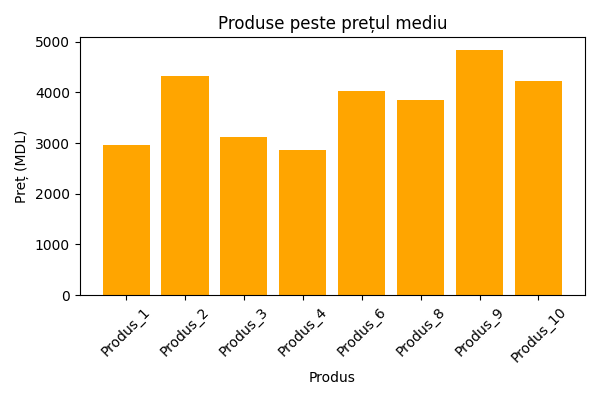 Produse peste prețul mediu
Preț (MDL)
5000
4000
3000
2000
1000
0
Produs_1
Produs_2
Produs_3
Produs_4
Produs_6
Produs_8
Produs_9
Produs_10
Produs